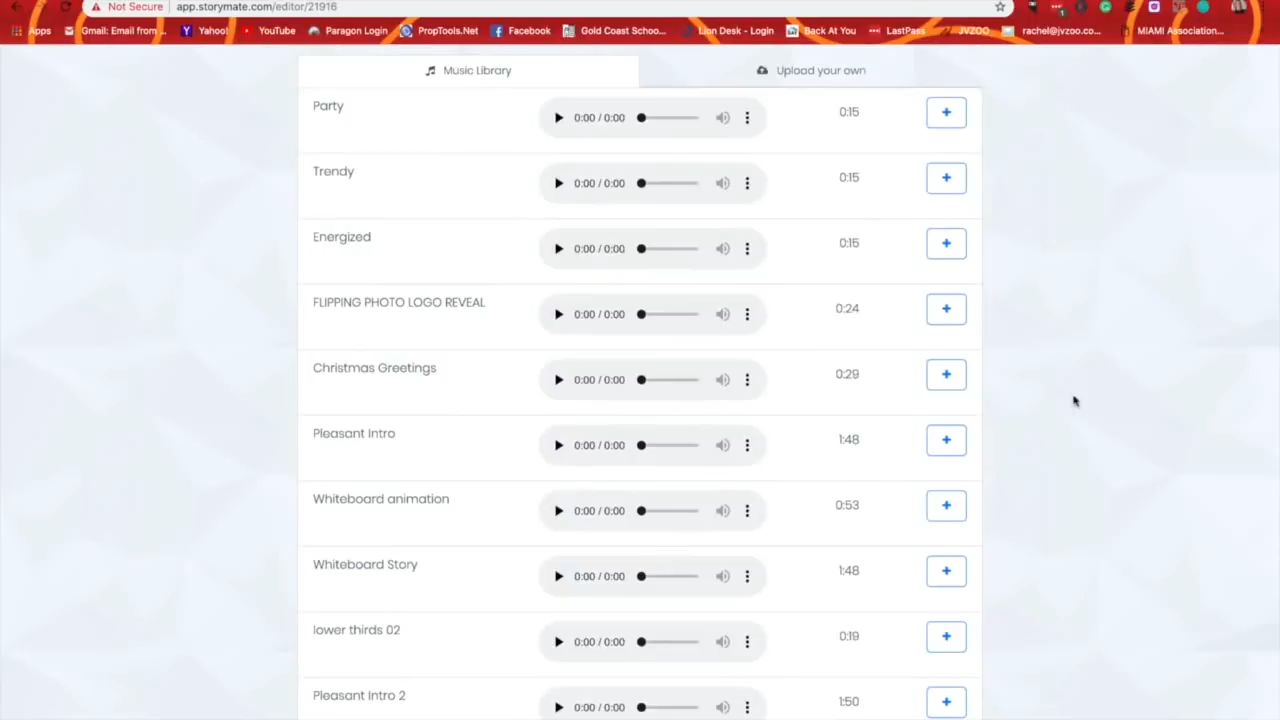 Not Secure app.storymate.com/editor/21916
Apps Gmail: Email from ... Yahoo! YouTube Paragon Login PropTools.Net Facebook Gold Coast Schoo... Lion Desk - Login Back At You LastPass JVZOO rachel@jvzoo.co... MIAMI Association...
Music Library Upload your own
Party 0:00 / 0:00 0:15 +
Trendy 0:00 / 0:00 0:15 +
Energized 0:00 / 0:00 0:15 +
FLIPPING PHOTO LOGO REVEAL 0:00 / 0:00 0:24 +
Christmas Greetings 0:00 / 0:00 0:29 +
Pleasant Intro 0:00 / 0:00 1:48 +
Whiteboard animation 0:00 / 0:00 0:53 +
Whiteboard Story 0:00 / 0:00 1:48 +
lower thirds 02 0:00 / 0:00 0:19 +
Pleasant Intro 2 0:00 / 0:00 1:50 +